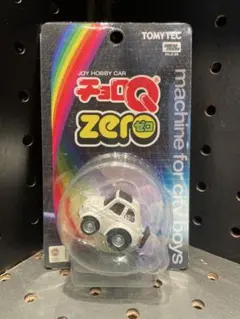 TOMYTEC
JOY HOBBY CAR
チョロQ
zero ゼロ
machine for city boys